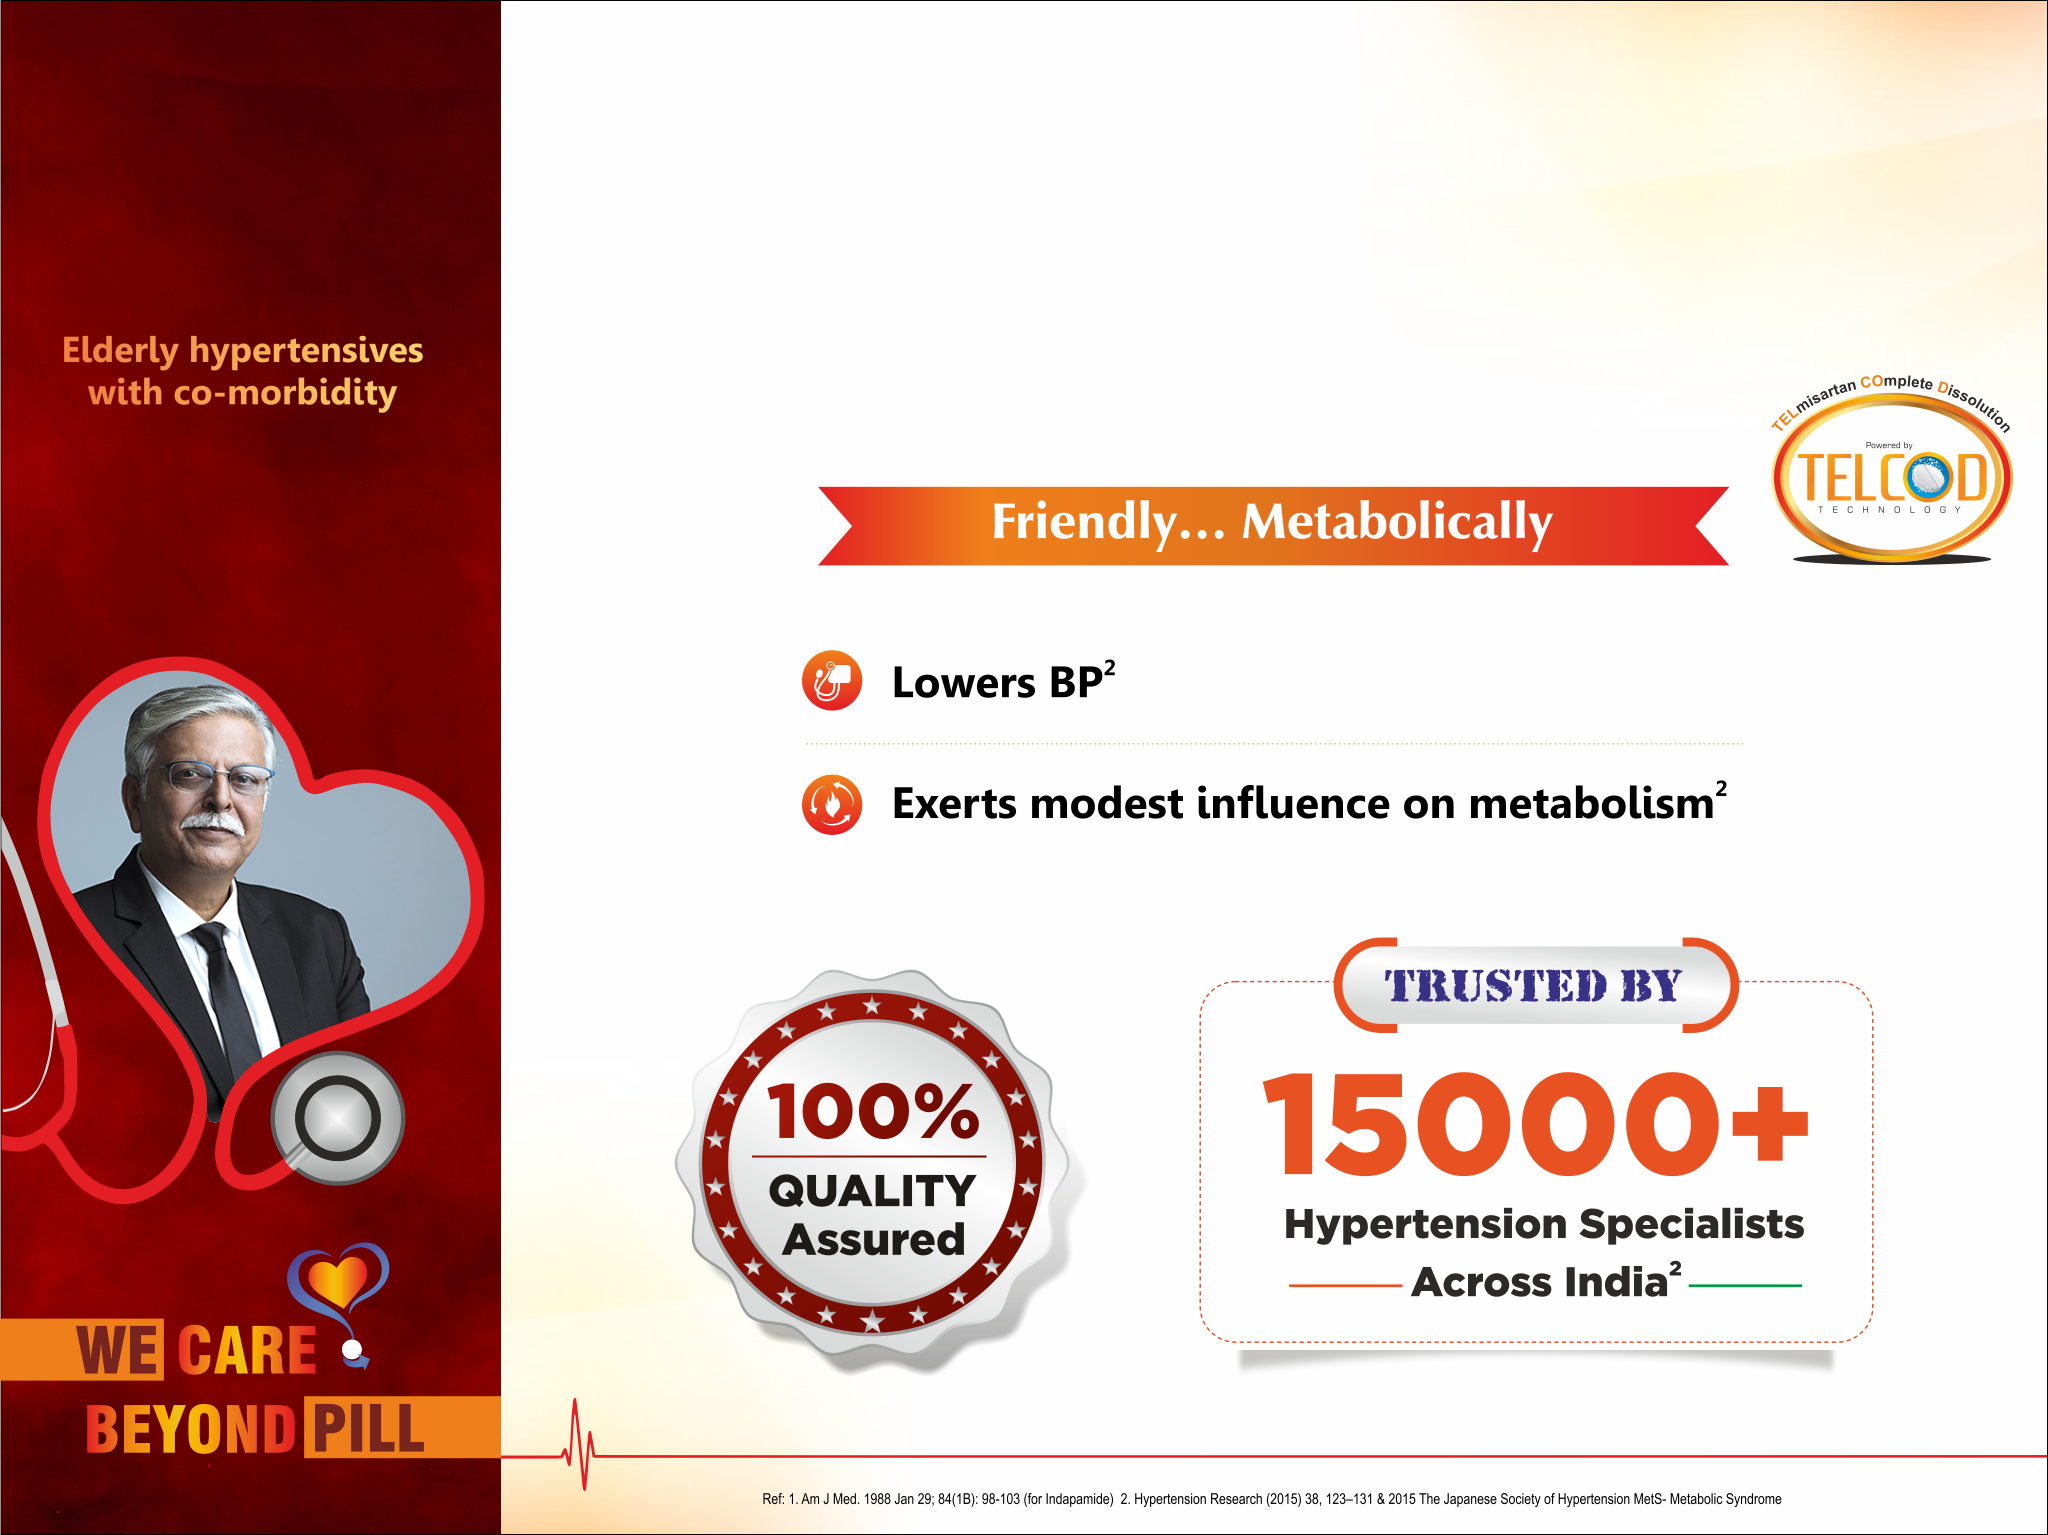 Elderly hypertensives
with co-morbidity
TELmisartan COmplete Dissolution
Powered by
TELCOD
TECHNOLOGY
Friendly... Metabolically
Lowers BP²
Exerts modest influence on metabolism²
100%
QUALITY
Assured
TRUSTED BY
15000+
Hypertension Specialists
Across India²
WE CARE
BEYOND PILL
Ref: 1. Am J Med. 1988 Jan 29; 84(1B): 98-103 (for Indapamide) 2. Hypertension Research (2015) 38, 123–131 & 2015 The Japanese Society of Hypertension MetS- Metabolic Syndrome